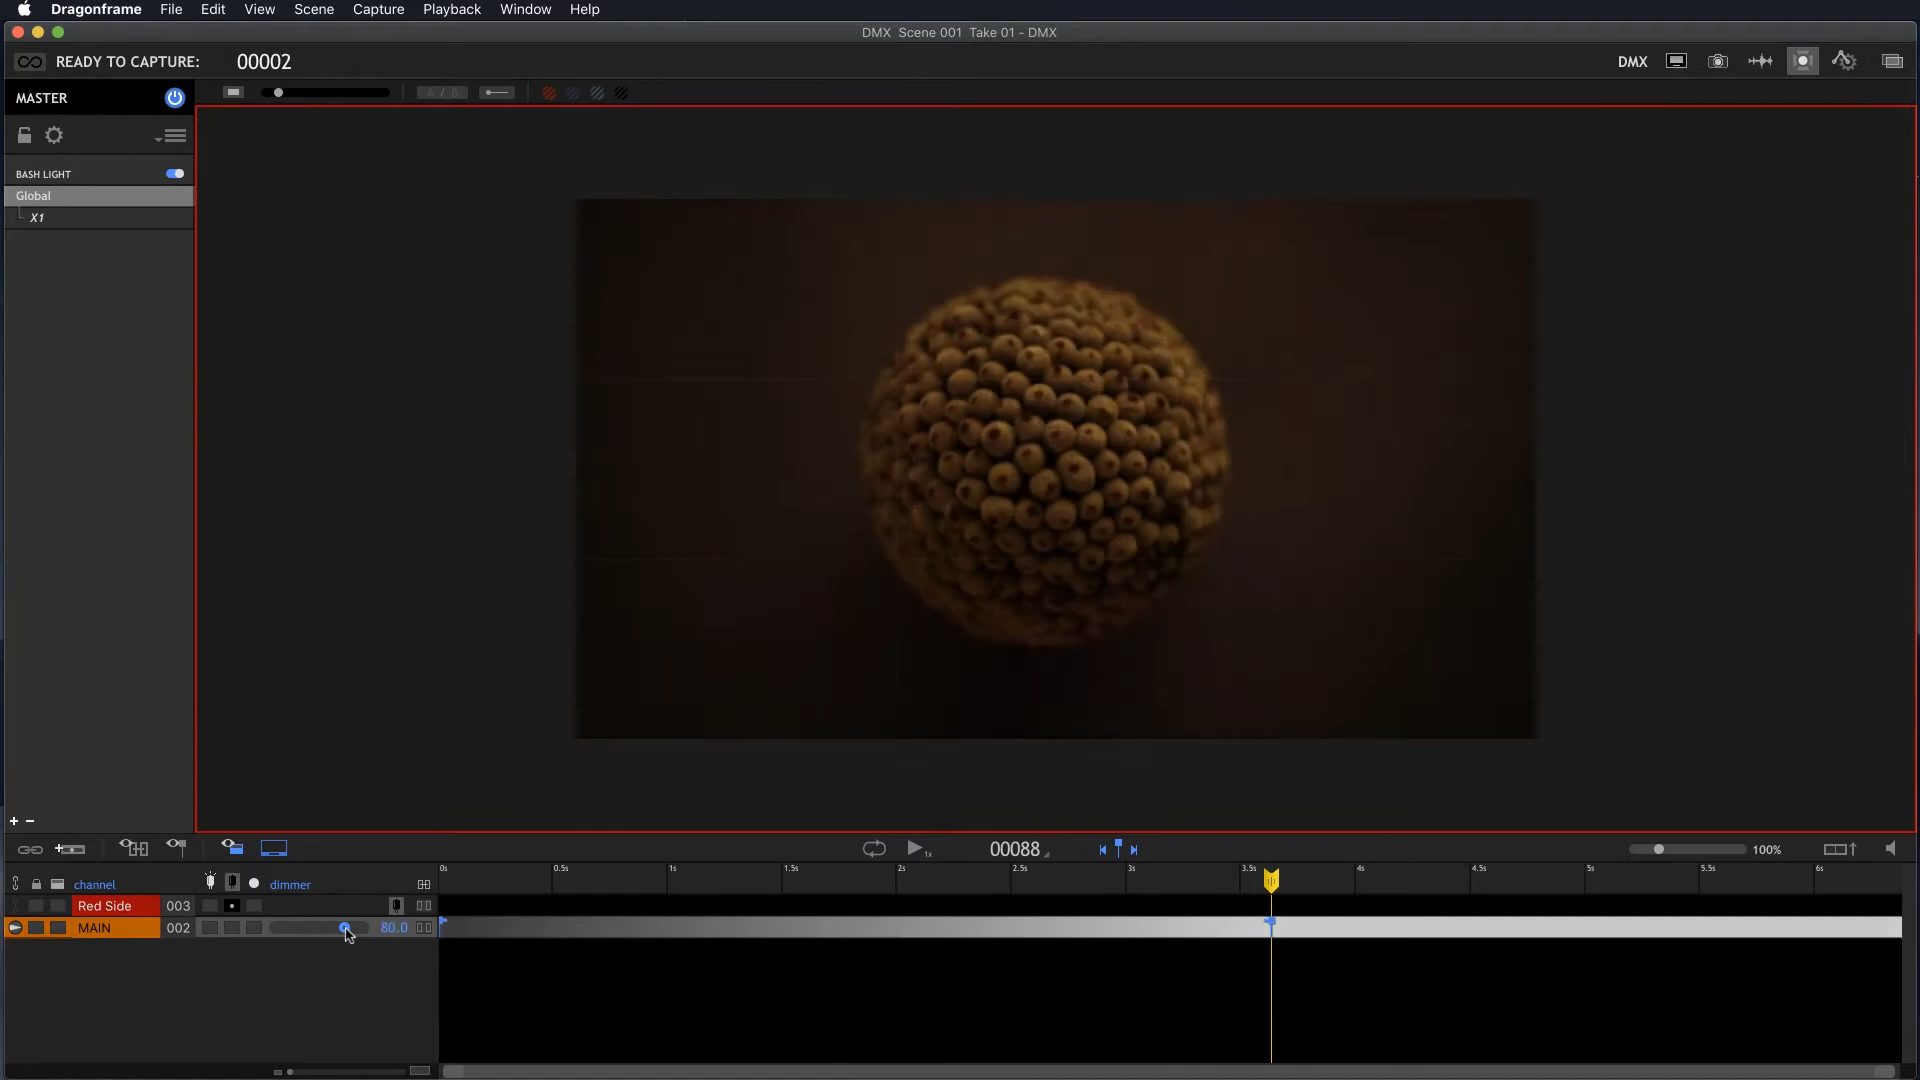 Dragonframe File Edit View Scene Capture Playback Window Help
DMX Scene 001 Take 01 - DMX
READY TO CAPTURE: 00002 DMX
MASTER
A / B
BASH LIGHT
Global
X1
+ −
1x 00088 100%
0s 0.5s 1s 1.5s 2s 2.5s 3s 3.5s 4s 4.5s 5s 5.5s 6s
channel dimmer
Red Side 003
MAIN 002 80.0